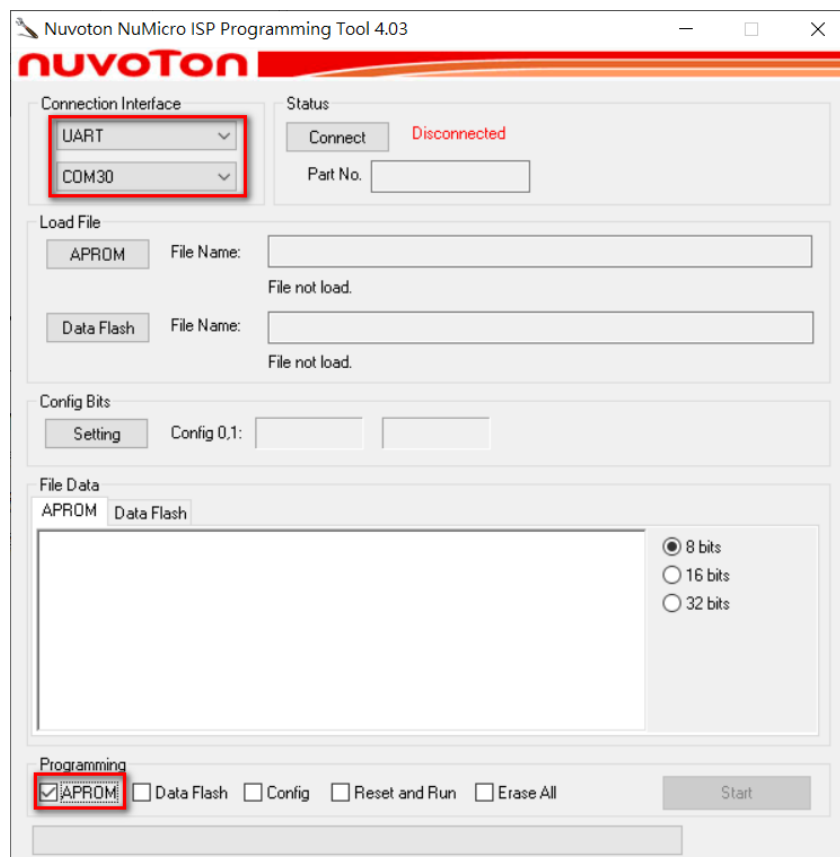 Nuvoton NuMicro ISP Programming Tool 4.03
nuvoTon
Connection Interface
UART
COM30
Status
Connect Disconnected
Part No.
Load File
APROM File Name:
File not load.
Data Flash File Name:
File not load.
Config Bits
Setting Config 0,1:
File Data
APROM Data Flash
8 bits
16 bits
32 bits
Programming
APROM Data Flash Config Reset and Run Erase All Start